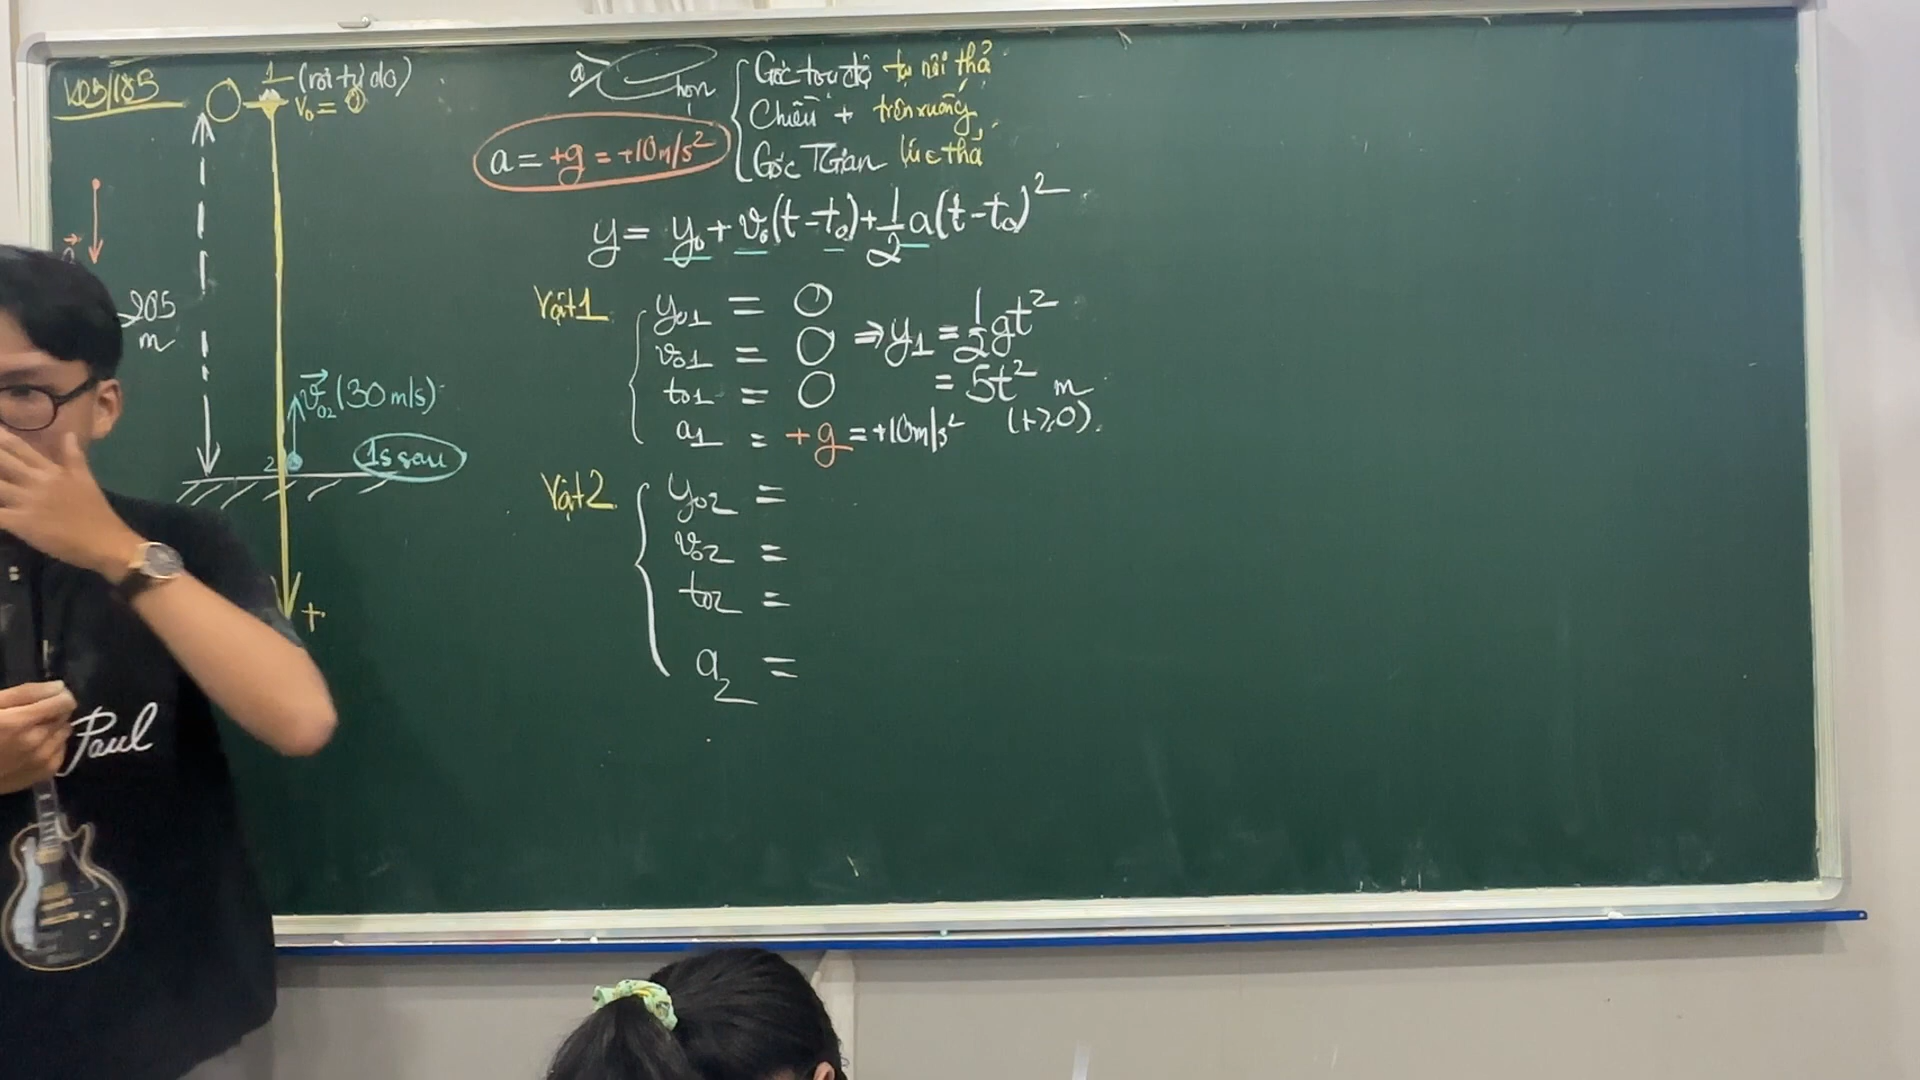 VD5/185
1 (rơi tự do)
v₀ = 0
205
m
v⃗₀₂ (30 m/s)
2
1s sau
+
a)
chọn
Gốc toạ độ tại nơi thả
Chiều + trên xuống
Gốc TGian lúc thả
a = +g = +10m/s²
y = y₀ + v₀(t - t₀) + 1/2 a(t - t₀)²
Vật 1
y₀₁ = 0
v₀₁ = 0
t₀₁ = 0
a₁ = +g = +10m/s²
⇒ y₁ = 1/2 gt²
= 5t² m
(t ≥ 0).
Vật 2
y₀₂ =
v₀₂ =
t₀₂ =
a₂ =
Paul